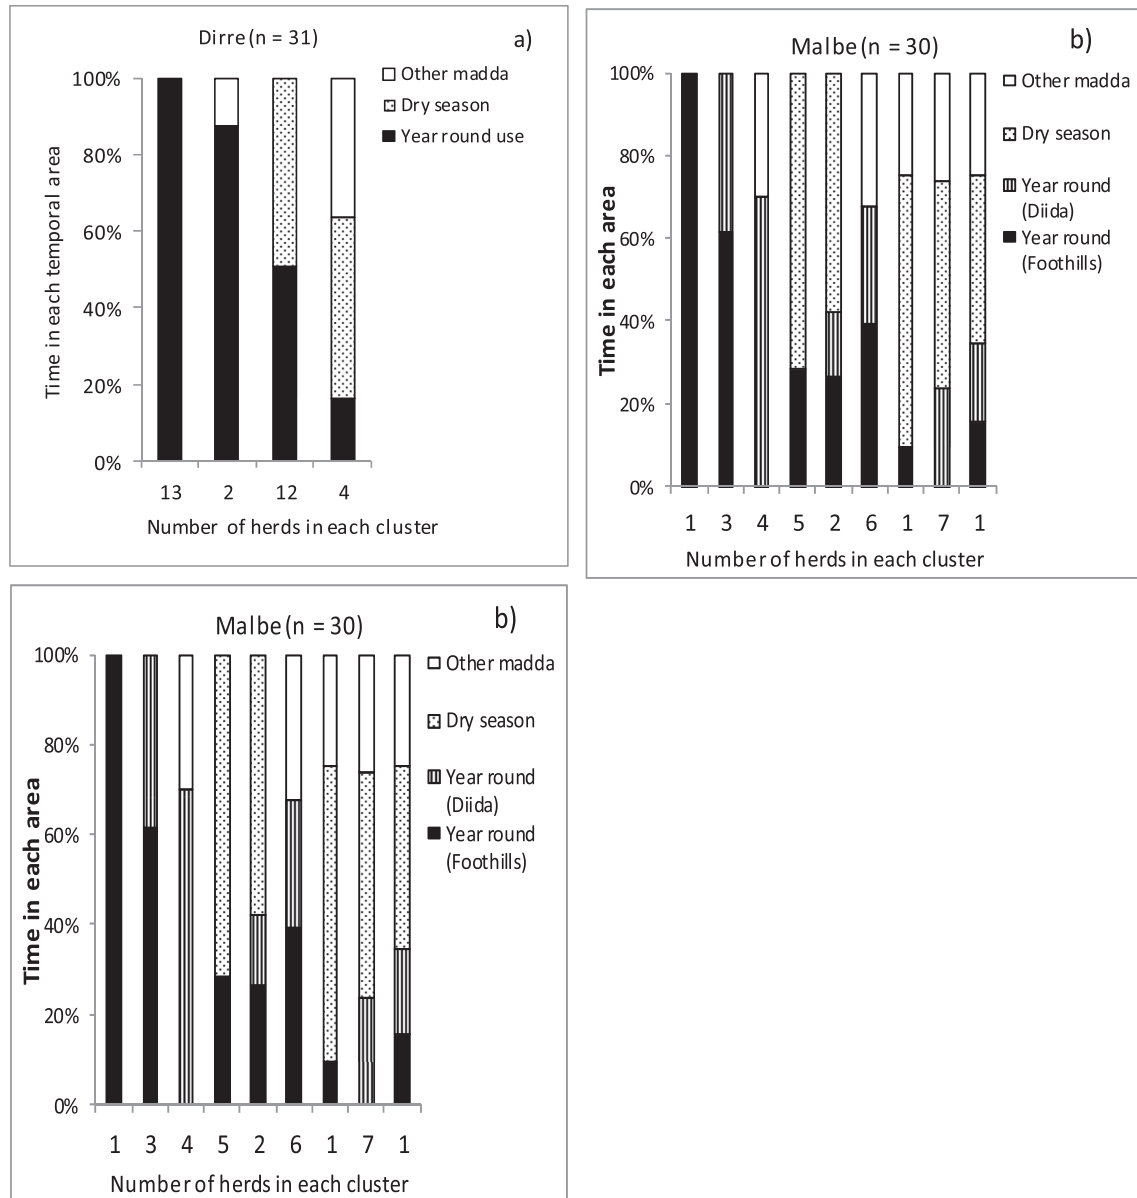 Dirre (n = 31)
a)
Other madda
Dry season
Year round use
100%
80%
60%
40%
20%
0%
Time in each temporal area
13 2 12 4
Number of herds in each cluster
b)
Malbe (n = 30)
Other madda
Dry season
Year round
(Diida)
Year round
(Foothills)
100%
80%
60%
40%
20%
0%
Time in each area
1 3 4 5 2 6 1 7 1
Number of herds in each cluster
b)
Malbe (n = 30)
Other madda
Dry season
Year round
(Diida)
Year round
(Foothills)
100%
80%
60%
40%
20%
0%
Time in each area
1 3 4 5 2 6 1 7 1
Number of herds in each cluster